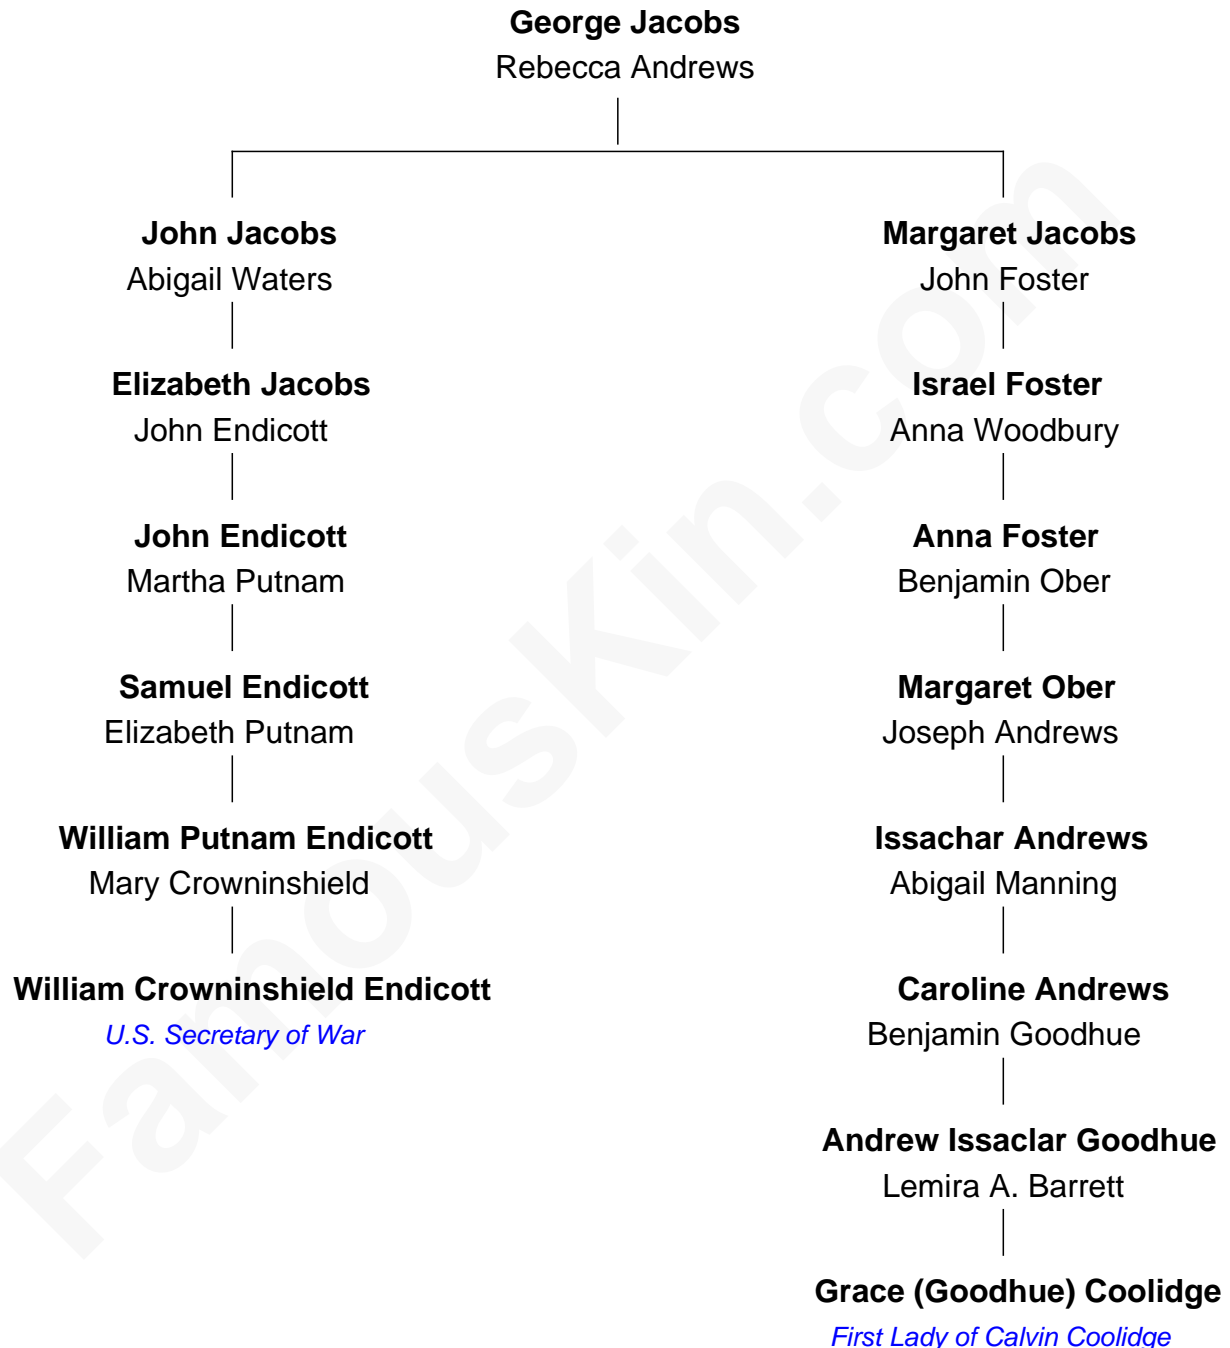 George Jacobs
Rebecca Andrews
John Jacobs
Abigail Waters
Elizabeth Jacobs
John Endicott
John Endicott
Martha Putnam
Samuel Endicott
Elizabeth Putnam
William Putnam Endicott
Mary Crowninshield
William Crowninshield Endicott
U.S. Secretary of War
Margaret Jacobs
John Foster
Israel Foster
Anna Woodbury
Anna Foster
Benjamin Ober
Margaret Ober
Joseph Andrews
Issachar Andrews
Abigail Manning
Caroline Andrews
Benjamin Goodhue
Andrew Issaclar Goodhue
Lemira A. Barrett
Grace (Goodhue) Coolidge
First Lady of Calvin Coolidge
FamousKin.com